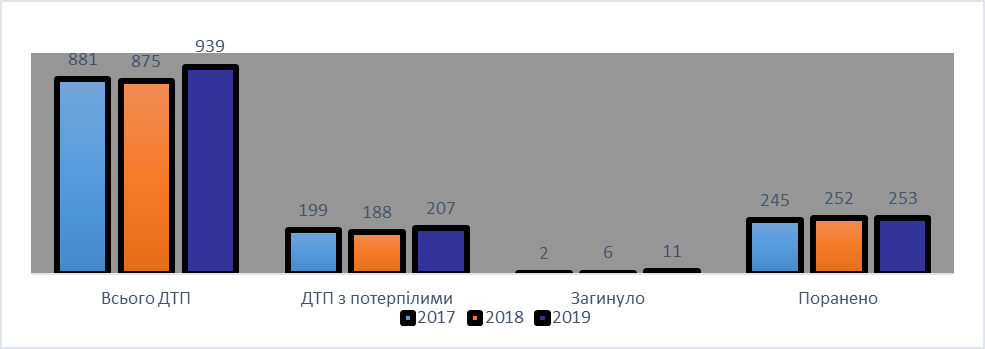 939
881 875
199 188 207
2 6 11
245 252 253
Всього ДТП ДТП з потерпілими Загинуло Поранено
2017 2018 2019